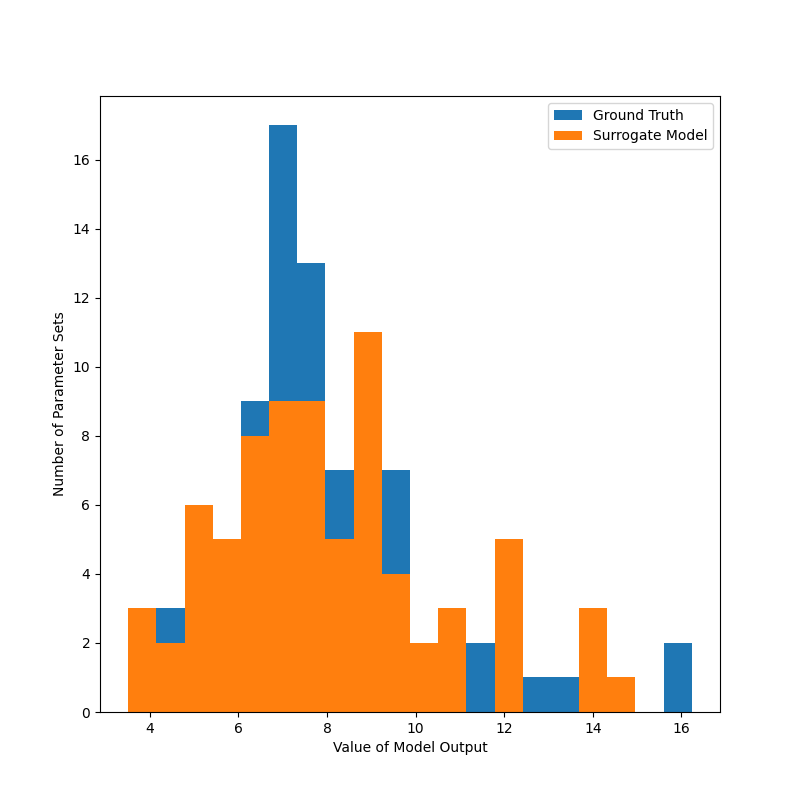 Ground Truth
Surrogate Model
16
14
12
10
8
6
4
2
0
Number of Parameter Sets
4 6 8 10 12 14 16
Value of Model Output